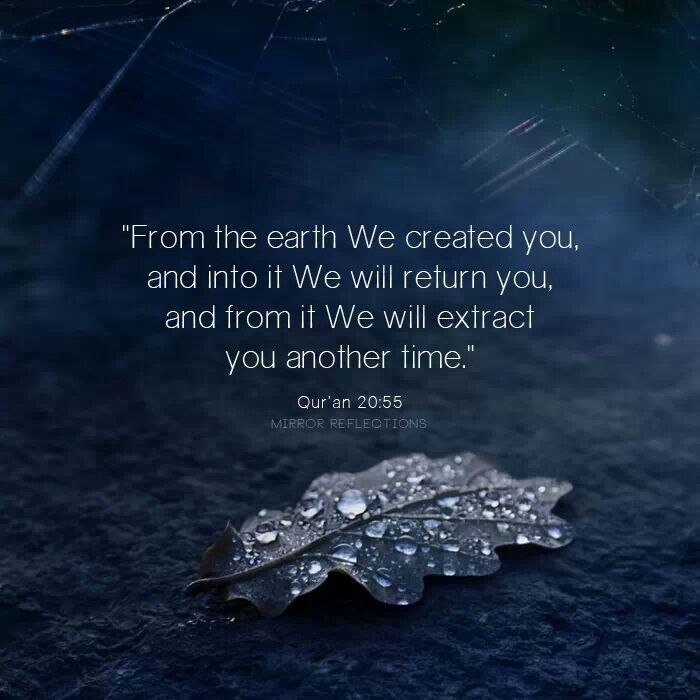 "From the earth We created you,
and into it We will return you,
and from it We will extract
you another time."
Qur'an 20:55
MIRROR REFLECTIONS